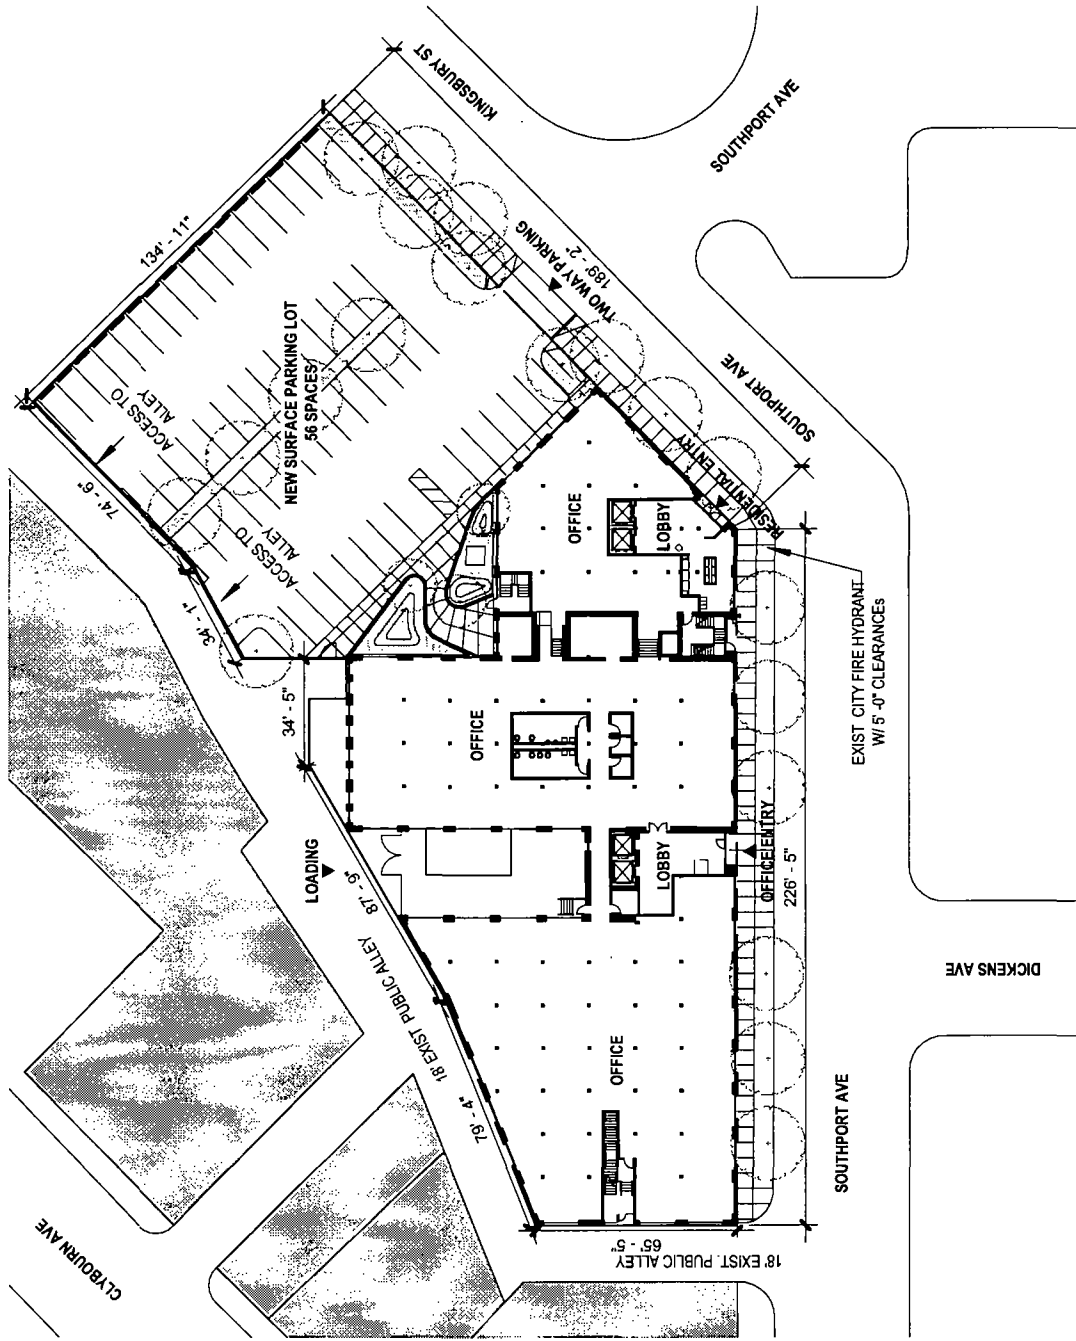 KINGSBURY ST
SOUTHPORT AVE
134' - 11"
TWO WAY PARKING
189' - 2"
NEW SURFACE PARKING LOT
56 SPACES
ACCESS TO
ALLEY
74' - 6"
ACCESS TO
ALLEY
34' - 1"
SOUTHPORT AVE
RESIDENTIAL ENTRY
OFFICE
LOBBY
EXIST CITY FIRE HYDRANT
W/ 5' -0" CLEARANCES
34' - 5"
OFFICE
LOADING
87' - 9"
LOBBY
OFFICE ENTRY
226' - 5"
DICKENS AVE
18' EXIST PUBLIC ALLEY
79' - 4"
OFFICE
SOUTHPORT AVE
CLYBOURN AVE
65' - 5"
18' EXIST. PUBLIC ALLEY